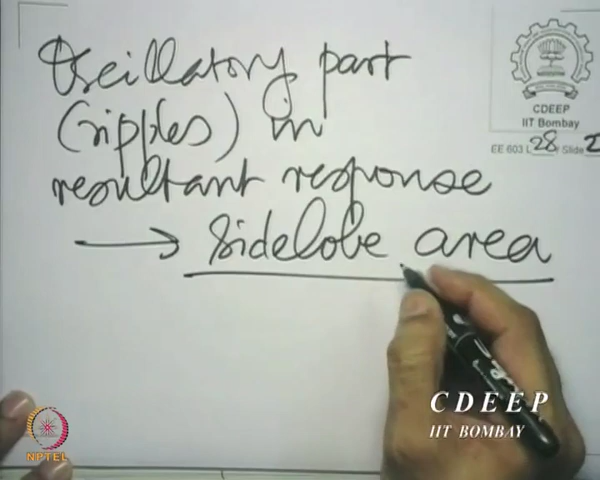 Oscillatory part
(ripples) in
resultant response
→ Sidelobe area
CDEEP
IIT Bombay
EE 603 L 28 Slide 2
CDEEP
IIT BOMBAY
NPTEL